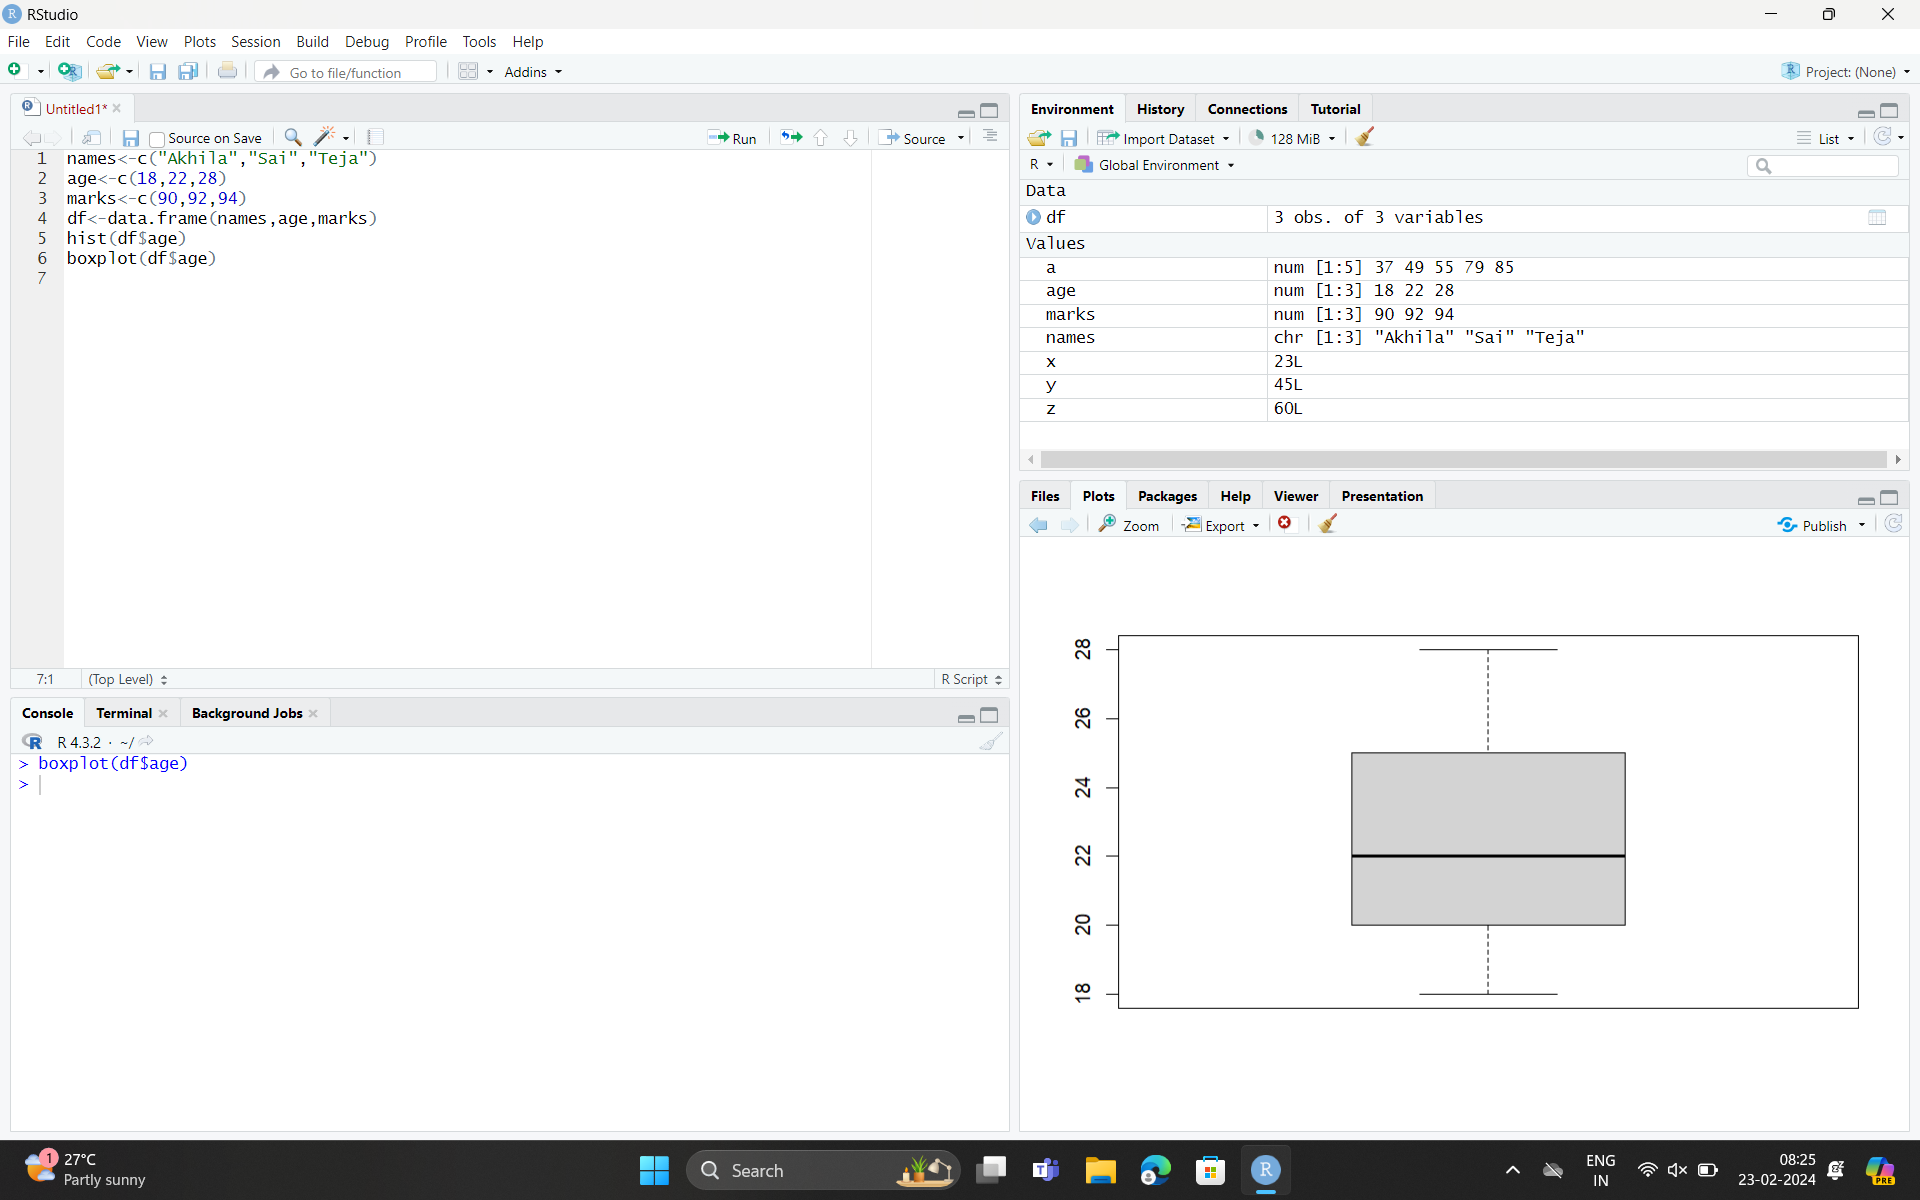 RStudio
File Edit Code View Plots Session Build Debug Profile Tools Help
Go to file/function Addins Project: (None)
Untitled1*
Source on Save Run Source
1 names<-c("Akhila","Sai","Teja")
2 age<-c(18,22,28)
3 marks<-c(90,92,94)
4 df<-data.frame(names,age,marks)
5 hist(df$age)
6 boxplot(df$age)
7
7:1 (Top Level) R Script
Console Terminal Background Jobs
R 4.3.2 · ~/
> boxplot(df$age)
>
Environment History Connections Tutorial
Import Dataset 128 MiB List
R Global Environment
Data
df 3 obs. of 3 variables
Values
a num [1:5] 37 49 55 79 85
age num [1:3] 18 22 28
marks num [1:3] 90 92 94
names chr [1:3] "Akhila" "Sai" "Teja"
x 23L
y 45L
z 60L
Files Plots Packages Help Viewer Presentation
Zoom Export Publish
28
26
24
22
20
18
1 27°C
Partly sunny
Search
ENG
IN
08:25
23-02-2024
PRE